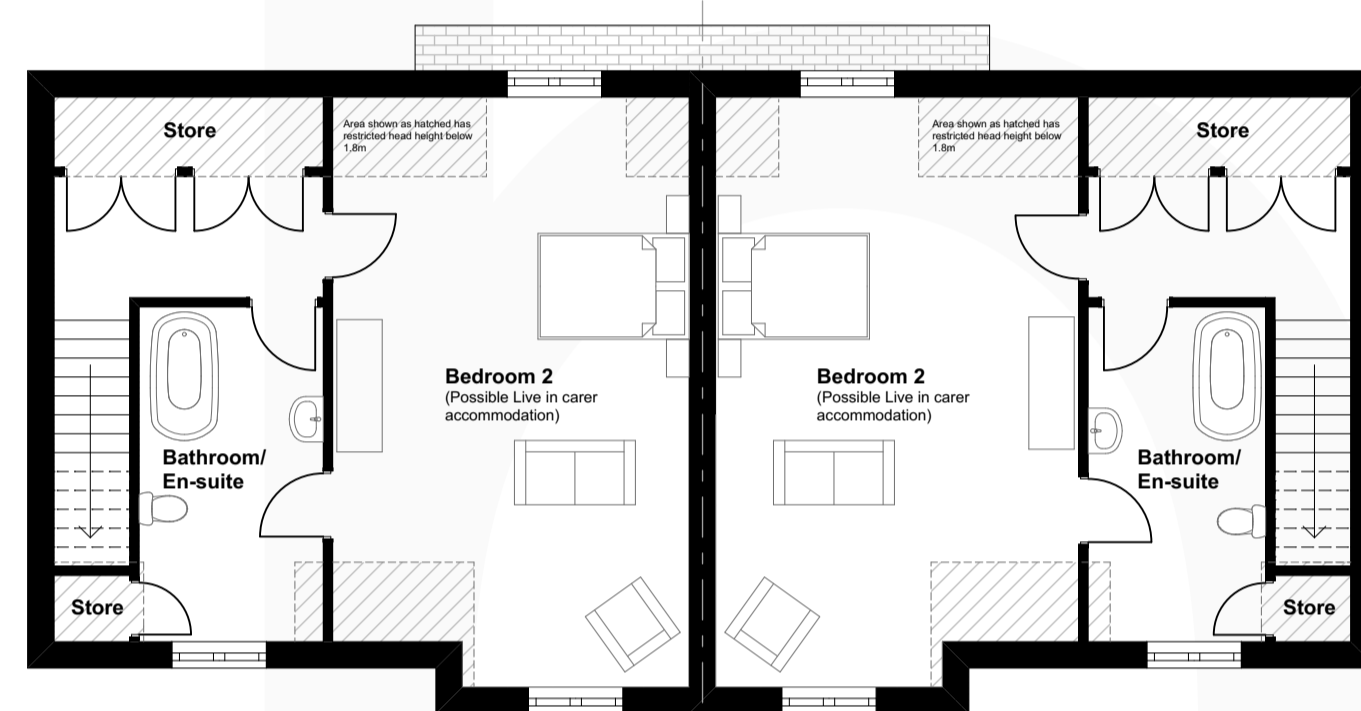 Store
Area shown as hatched has
restricted head height below
1.8m
Area shown as hatched has
restricted head height below
1.8m
Store
Bedroom 2
(Possible Live in carer
accommodation)
Bedroom 2
(Possible Live in carer
accommodation)
Bathroom/
En-suite
Bathroom/
En-suite
Store
Store